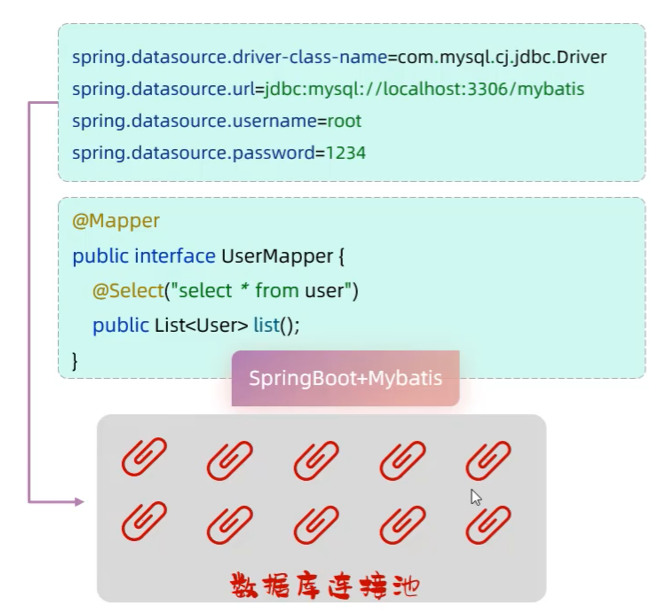 spring.datasource.driver-class-name=com.mysql.cj.jdbc.Driver
spring.datasource.url=jdbc:mysql://localhost:3306/mybatis
spring.datasource.username=root
spring.datasource.password=1234
@Mapper
public interface UserMapper {
@Select("select * from user")
public List<User> list();
}
SpringBoot+Mybatis
数据库连接池